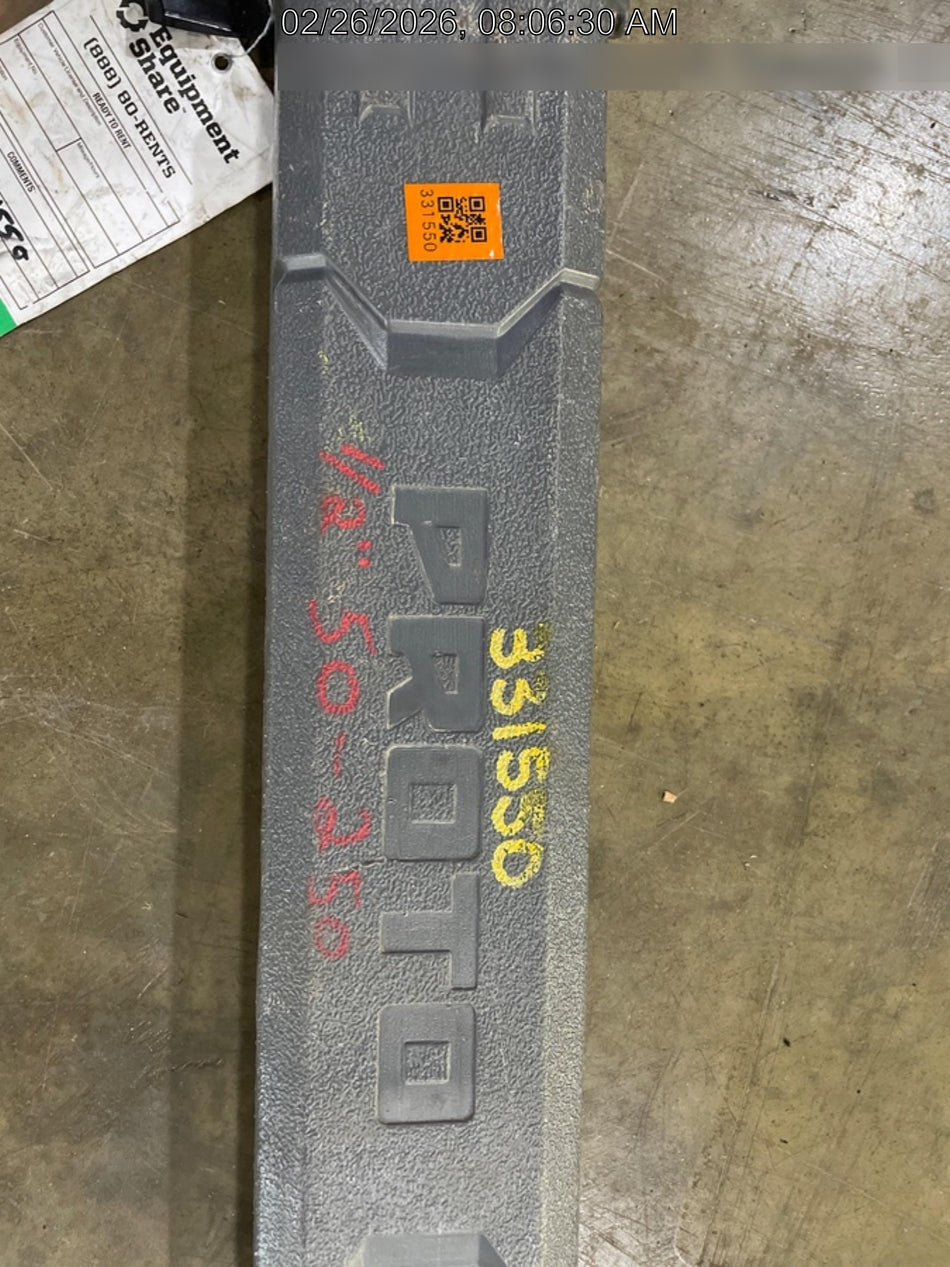 02/26/2026, 08:06:30 AM
Equipment
Share
(888) 80-RENTS
READY TO RENT
COMMENTS
331550
1/2" 50-250
PROTO
331550